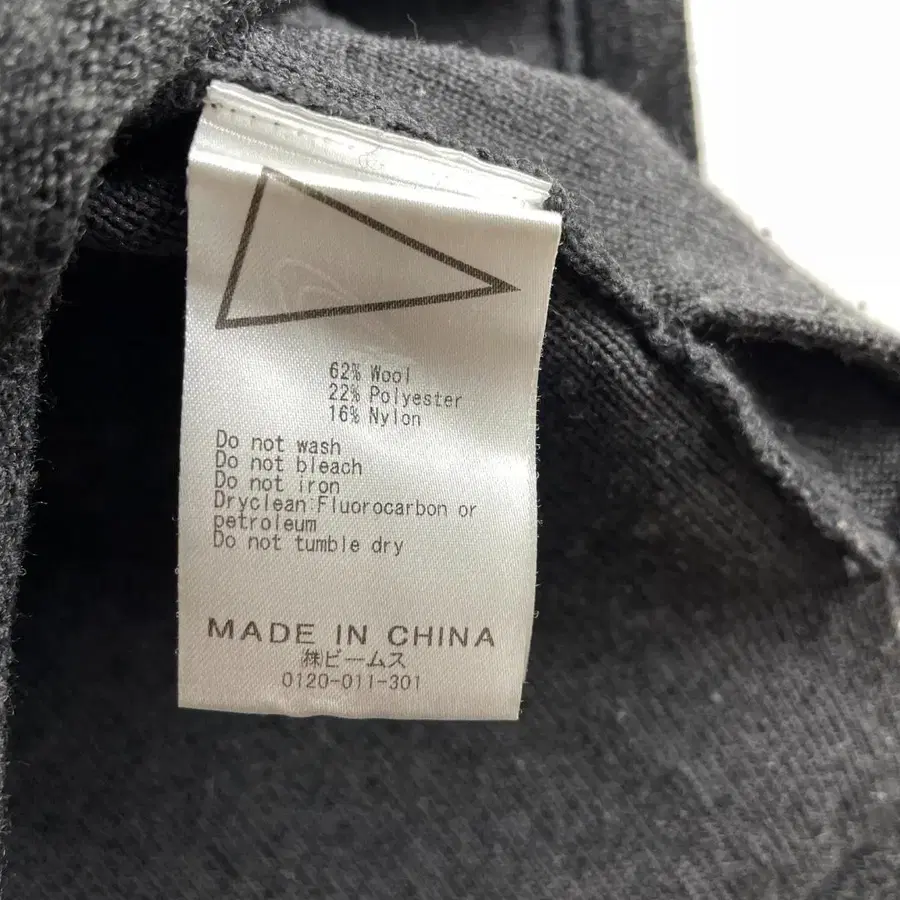 62% Wool
22% Polyester
16% Nylon
Do not wash
Do not bleach
Do not iron
Dryclean:Fluorocarbon or
petroleum
Do not tumble dry
MADE IN CHINA
㈱ビームス
0120-011-301